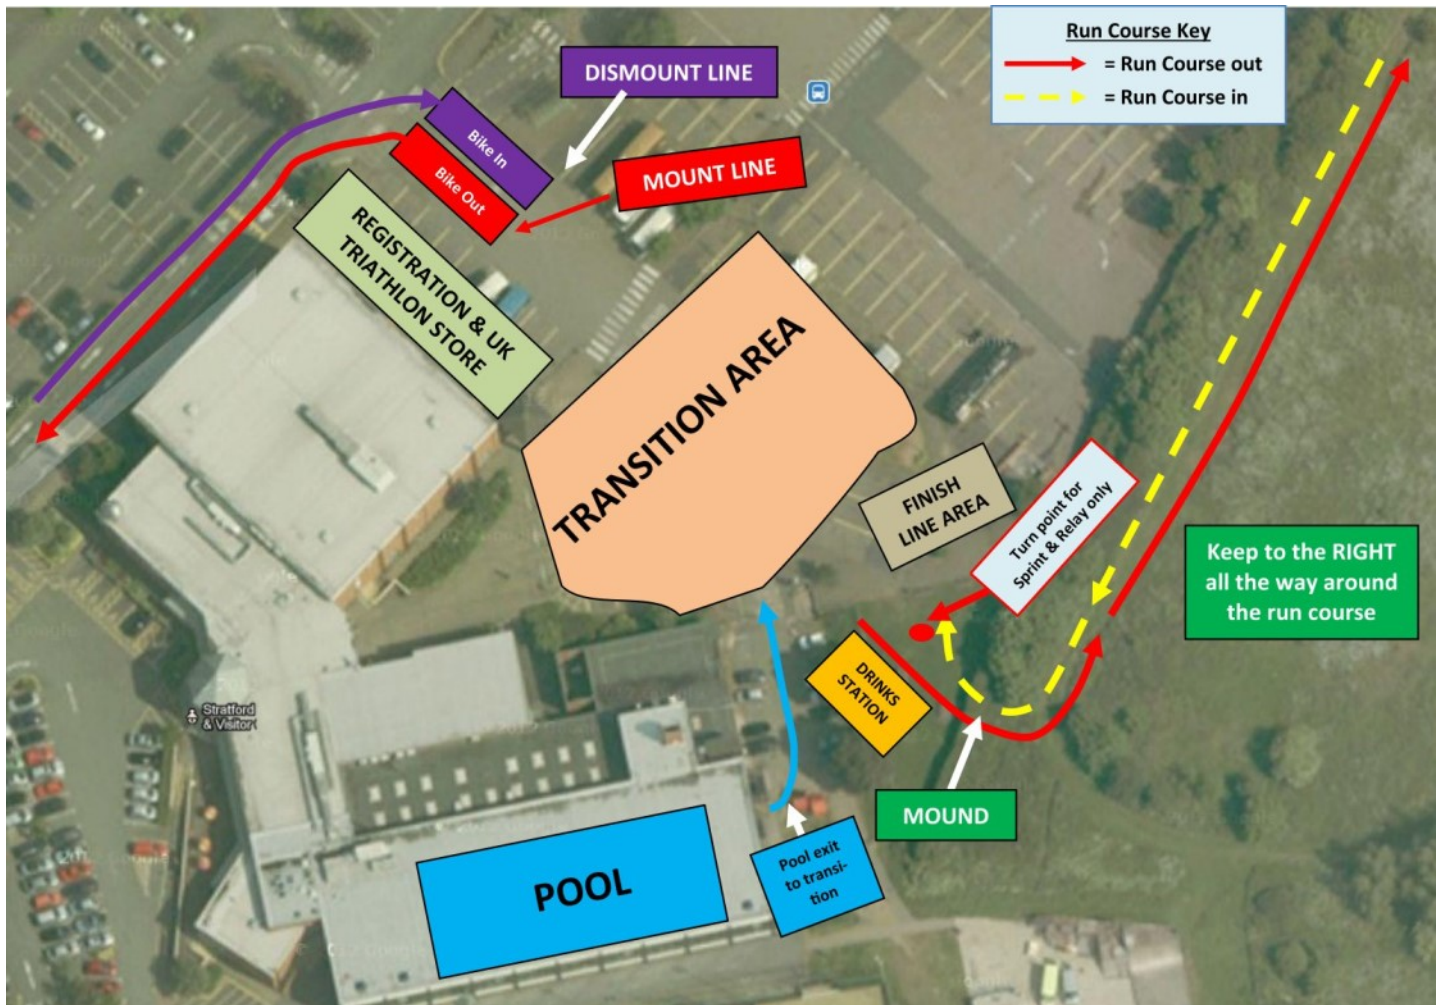 Run Course Key
= Run Course out
= Run Course in
DISMOUNT LINE
Bike In
MOUNT LINE
Bike Out
REGISTRATION & UK
TRIATHLON STORE
TRANSITION AREA
FINISH
LINE AREA
Turn point for
Sprint & Relay only
Keep to the RIGHT
all the way around
the run course
DRINKS
STATION
Stratford
& Visitor
MOUND
POOL
Pool exit
to transi-
tion